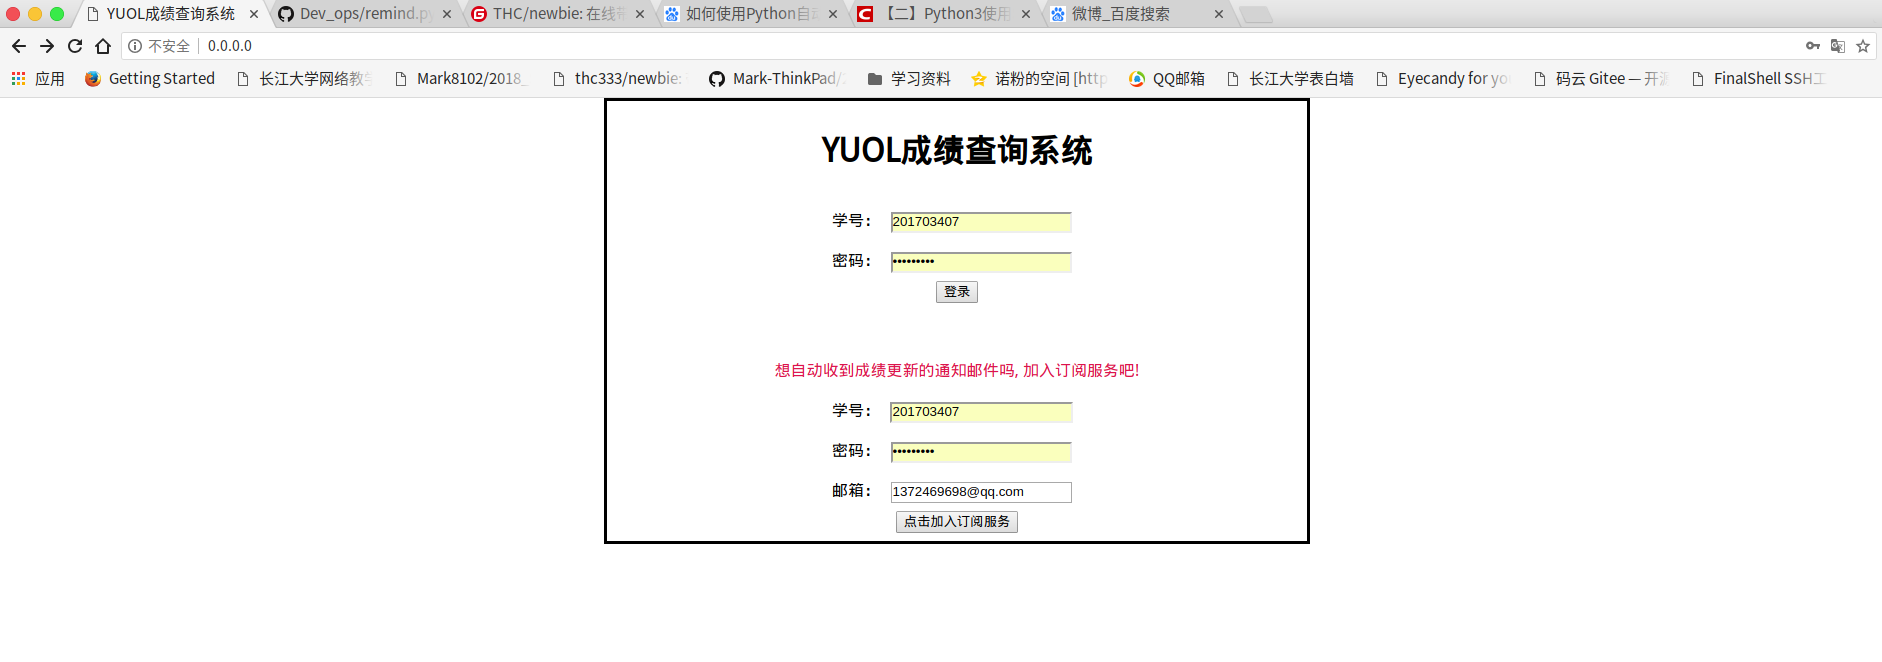 YUOL成绩查询系统
Dev_ops/remind.py
THC/newbie: 在线
如何使用Python自
【二】Python3使用
微博_百度搜索
不安全 | 0.0.0.0
应用 Getting Started 长江大学网络教学 Mark8102/2018_ thc333/newbie: Mark-ThinkPad/ 学习资料 诺粉的空间 [http QQ邮箱 长江大学表白墙 Eyecandy for yo 码云 Gitee — 开源 FinalShell SSH工
YUOL成绩查询系统
学号: 201703407
密码: •••••••••
登录
想自动收到成绩更新的通知邮件吗, 加入订阅服务吧!
学号: 201703407
密码: •••••••••
邮箱: 1372469698@qq.com
点击加入订阅服务